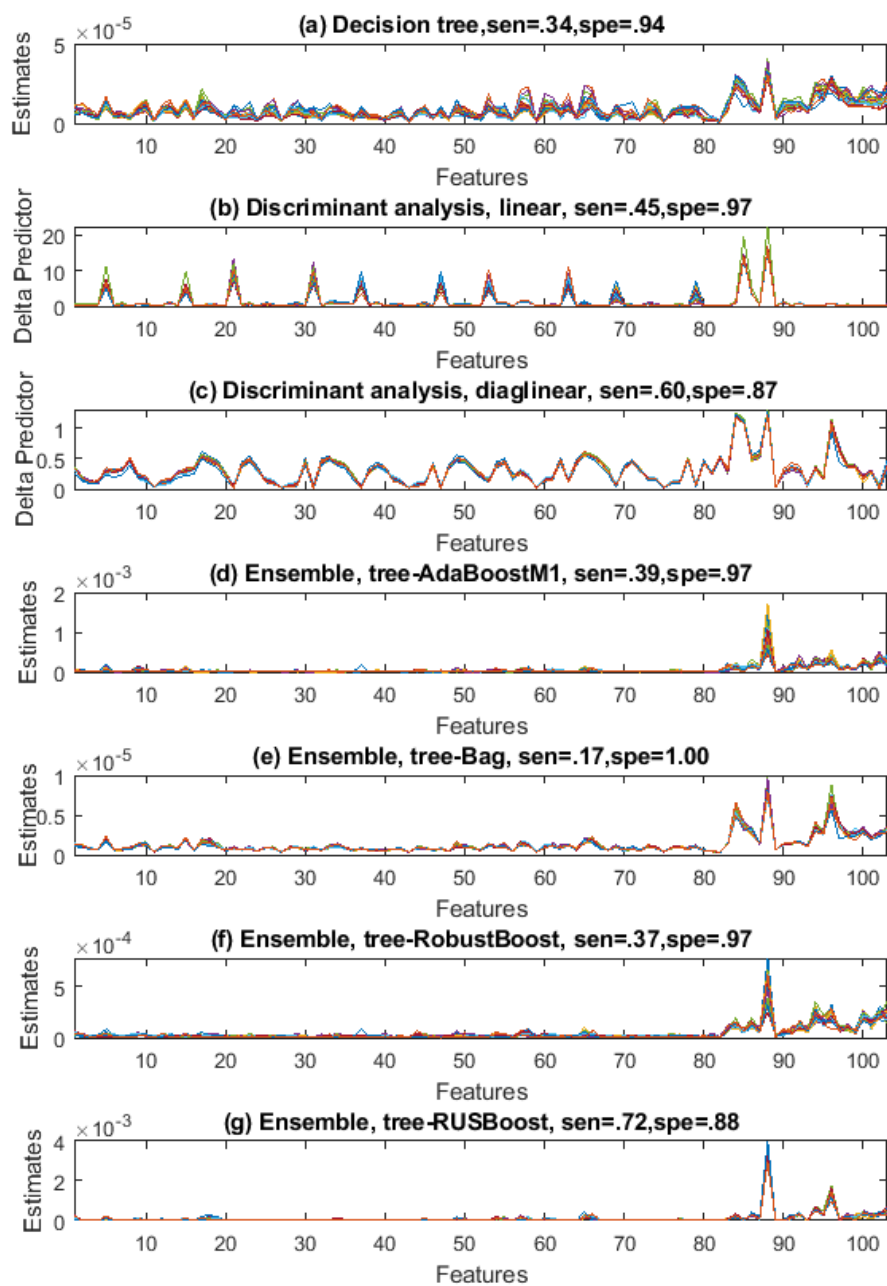 (a) Decision tree,sen=.34,spe=.94
×10⁻⁵
5
0
Estimates
10 20 30 40 50 60 70 80 90 100
Features
(b) Discriminant analysis, linear, sen=.45,spe=.97
20
10
0
Delta Predictor
10 20 30 40 50 60 70 80 90 100
Features
(c) Discriminant analysis, diaglinear, sen=.60,spe=.87
1
0.5
0
Delta Predictor
10 20 30 40 50 60 70 80 90 100
Features
(d) Ensemble, tree-AdaBoostM1, sen=.39,spe=.97
×10⁻³
2
1
0
Estimates
10 20 30 40 50 60 70 80 90 100
Features
(e) Ensemble, tree-Bag, sen=.17,spe=1.00
×10⁻⁵
1
0.5
0
Estimates
10 20 30 40 50 60 70 80 90 100
Features
(f) Ensemble, tree-RobustBoost, sen=.37,spe=.97
×10⁻⁴
5
0
Estimates
10 20 30 40 50 60 70 80 90 100
Features
(g) Ensemble, tree-RUSBoost, sen=.72,spe=.88
×10⁻³
4
2
0
Estimates
10 20 30 40 50 60 70 80 90 100
Features